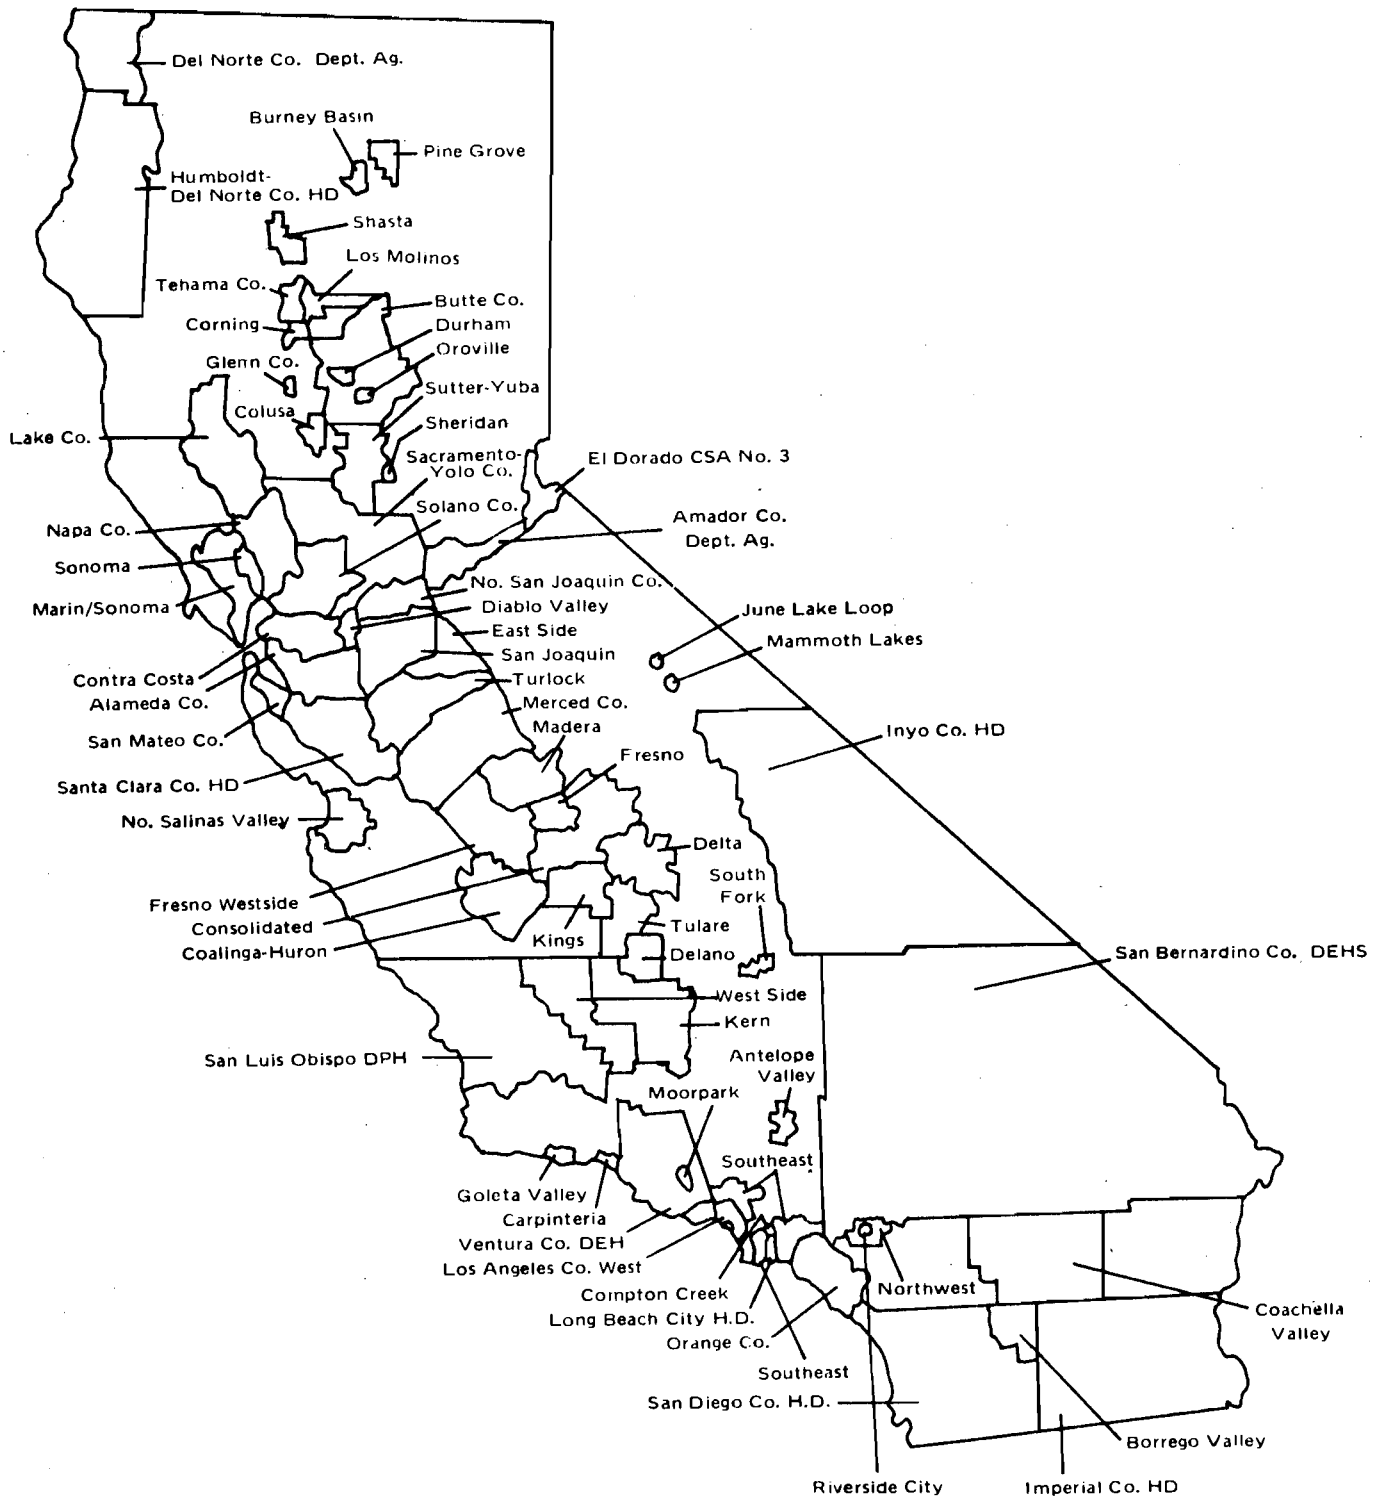 Del Norte Co. Dept. Ag.
Burney Basin
Pine Grove
Humboldt-
Del Norte Co. HD
Shasta
Los Molinos
Tehama Co.
Butte Co.
Corning
Durham
Oroville
Glenn Co.
Sutter-Yuba
Colusa
Sheridan
Lake Co.
Sacramento-
Yolo Co.
El Dorado CSA No. 3
Solano Co.
Amador Co.
Dept. Ag.
Napa Co.
Sonoma
No. San Joaquin Co.
Marin/Sonoma
Diablo Valley
June Lake Loop
East Side
Mammoth Lakes
San Joaquin
Contra Costa
Turlock
Alameda Co.
Merced Co.
Madera
San Mateo Co.
Inyo Co. HD
Fresno
Santa Clara Co. HD
No. Salinas Valley
Delta
South
Fork
Fresno Westside
Consolidated
Tulare
Coalinga-Huron
Kings
Delano
San Bernardino Co. DEHS
West Side
Kern
San Luis Obispo DPH
Antelope
Valley
Moorpark
Southeast
Goleta Valley
Carpinteria
Ventura Co. DEH
Los Angeles Co. West
Compton Creek
Northwest
Long Beach City H.D.
Coachella
Valley
Orange Co.
Southeast
San Diego Co. H.D.
Borrego Valley
Riverside City
Imperial Co. HD